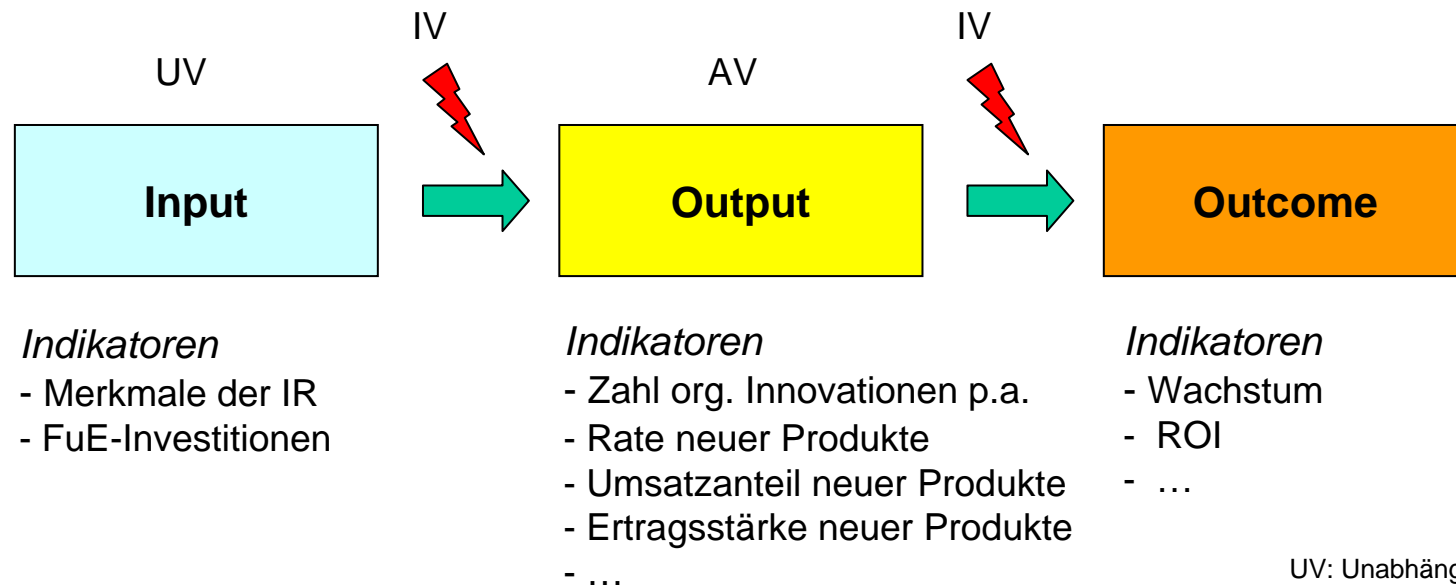 IV
IV
UV
AV
Input
Output
Outcome
Indikatoren
- Merkmale der IR
- FuE-Investitionen
Indikatoren
- Zahl org. Innovationen p.a.
- Rate neuer Produkte
- Umsatzanteil neuer Produkte
- Ertragsstärke neuer Produkte
- ...
Indikatoren
- Wachstum
- ROI
- ...
UV: Unabhäng